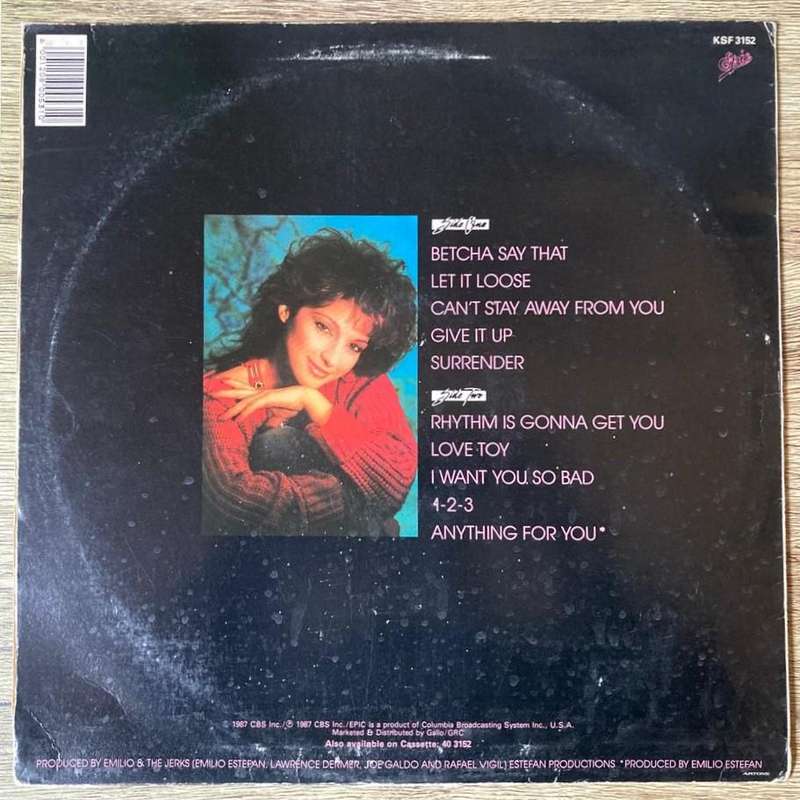 KSF 3152
Epic
Side One
BETCHA SAY THAT
LET IT LOOSE
CAN'T STAY AWAY FROM YOU
GIVE IT UP
SURRENDER
Side Two
RHYTHM IS GONNA GET YOU
LOVE TOY
I WANT YOU SO BAD
1-2-3
ANYTHING FOR YOU*
1987 CBS Inc./℗ 1987 CBS Inc./EPIC is a product of Columbia Broadcasting System Inc., U.S.A.
Marketed & Distributed by Gallo/GRC
Also available on Cassette: 40 3152
PRODUCED BY EMILIO & THE JERKS (EMILIO ESTEFAN, LAWRENCE DERMER, JOE GALDO AND RAFAEL VIGIL) ESTEFAN PRODUCTIONS *PRODUCED BY EMILIO ESTEFAN
ARTONE